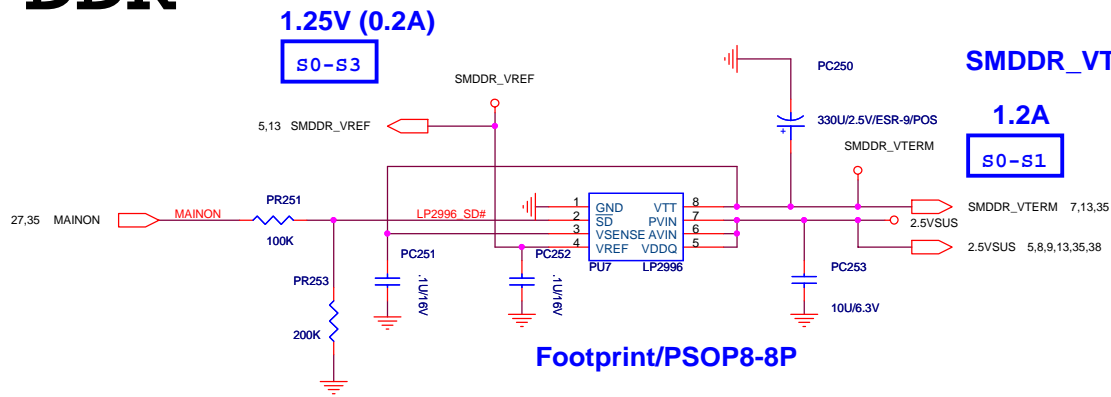 DDR
1.25V (0.2A)
S0-S3
SMDDR_VREF
5,13 SMDDR_VREF
PC250
330U/2.5V/ESR-9/POS
+
SMDDR_VT
1.2A
S0-S1
SMDDR_VTERM
27,35 MAINON
MAINON
PR251
100K
LP2996_SD#
1 GND VTT 8
2 SD PVIN 7
3 VSENSE AVIN 6
4 VREF VDDQ 5
PU7 LP2996
SMDDR_VTERM 7,13,35
2.5VSUS
2.5VSUS 5,8,9,13,35,38
PR253
200K
PC251
.1U/16V
PC252
.1U/16V
PC253
10U/6.3V
Footprint/PSOP8-8P